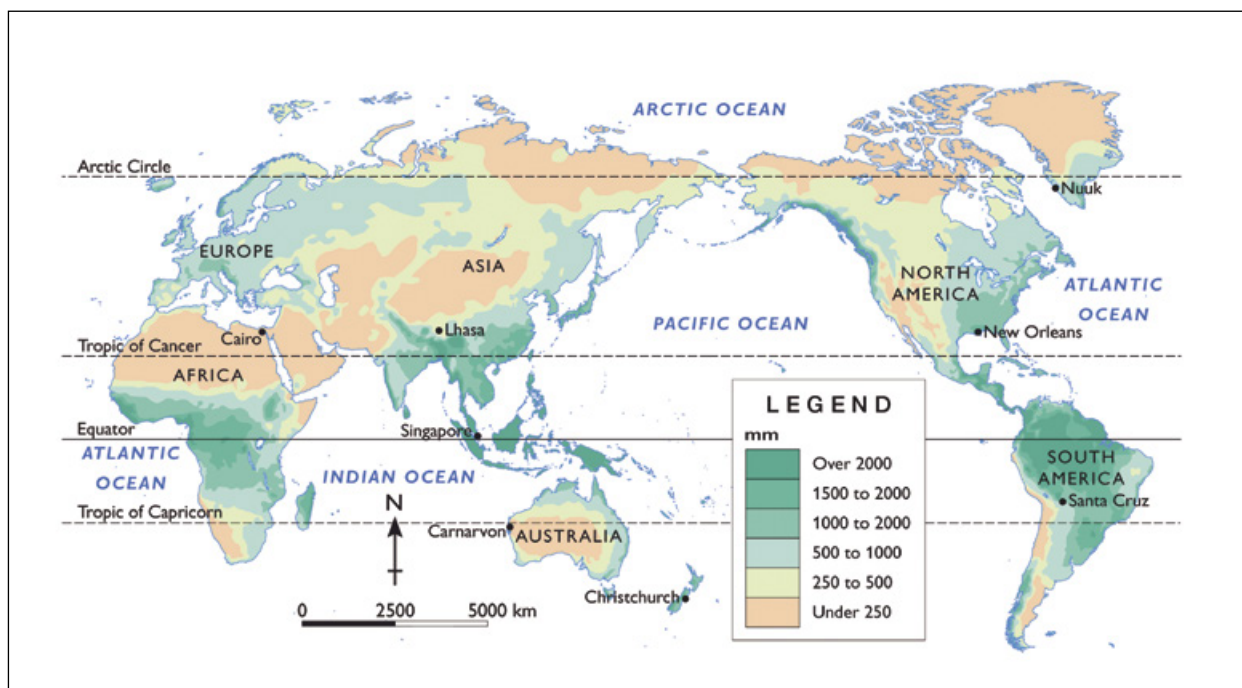 ARCTIC OCEAN
Arctic Circle
Nuuk
EUROPE
ASIA
NORTH
AMERICA
ATLANTIC
OCEAN
Cairo
Lhasa
PACIFIC OCEAN
New Orleans
Tropic of Cancer
AFRICA
LEGEND
mm
Over 2000
1500 to 2000
1000 to 2000
500 to 1000
250 to 500
Under 250
Equator
Singapore
ATLANTIC
OCEAN
INDIAN OCEAN
SOUTH
AMERICA
Santa Cruz
N
Tropic of Capricorn
Carnarvon
AUSTRALIA
Christchurch
0 2500 5000 km